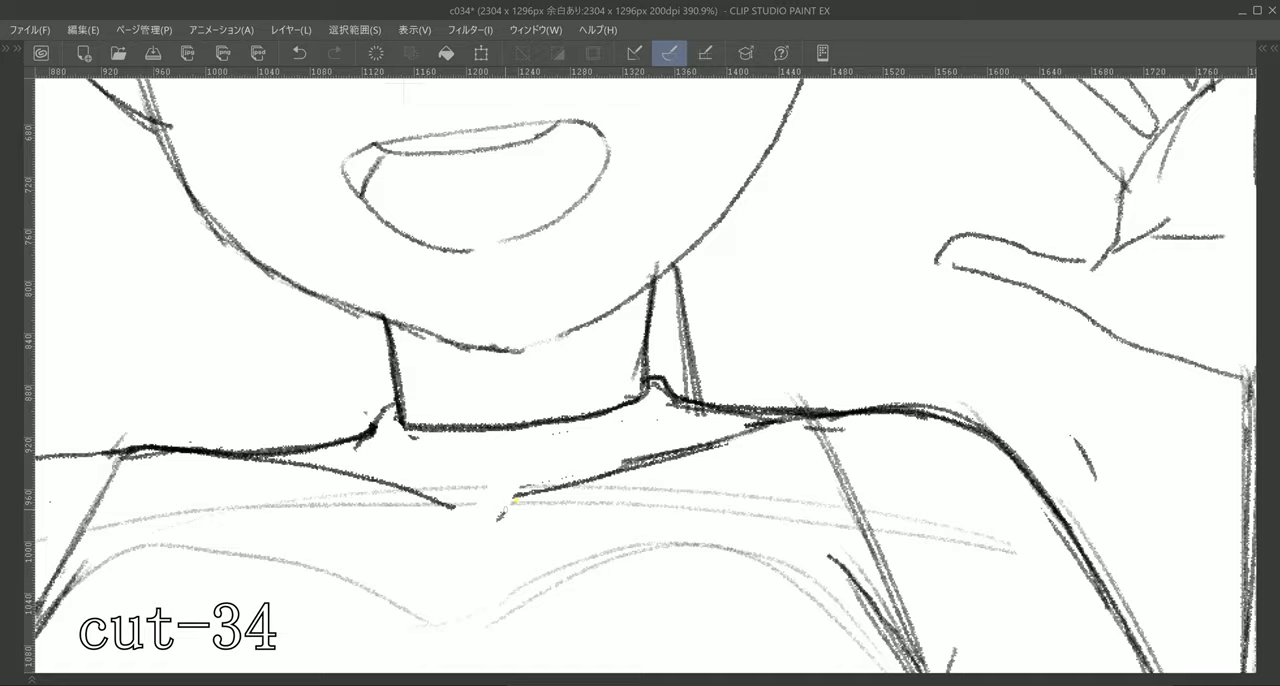 c034* (2304 x 1296px 余白あり:2304 x 1296px 200dpi 390.9%) - CLIP STUDIO PAINT EX
ファイル(F) 編集(E) ページ管理(P) アニメーション(A) レイヤー(L) 選択範囲(S) 表示(V) フィルター(I) ウィンドウ(W) ヘルプ(H)
880 920 960 1000 1040 1080 1120 1160 1200 1240 1280 1320 1360 1400 1440 1480 1520 1560 1600 1640 1680 1720 1760
680
720
760
800
840
880
920
960
1000
1040
1080
cut-34